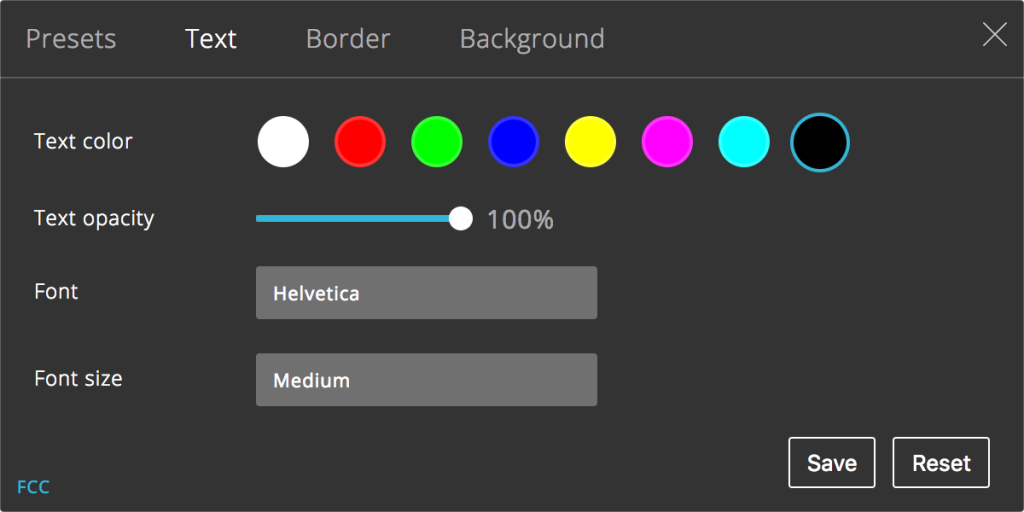 Presets Text Border Background
Text color
Text opacity 100%
Font Helvetica
Font size Medium
Save Reset
FCC